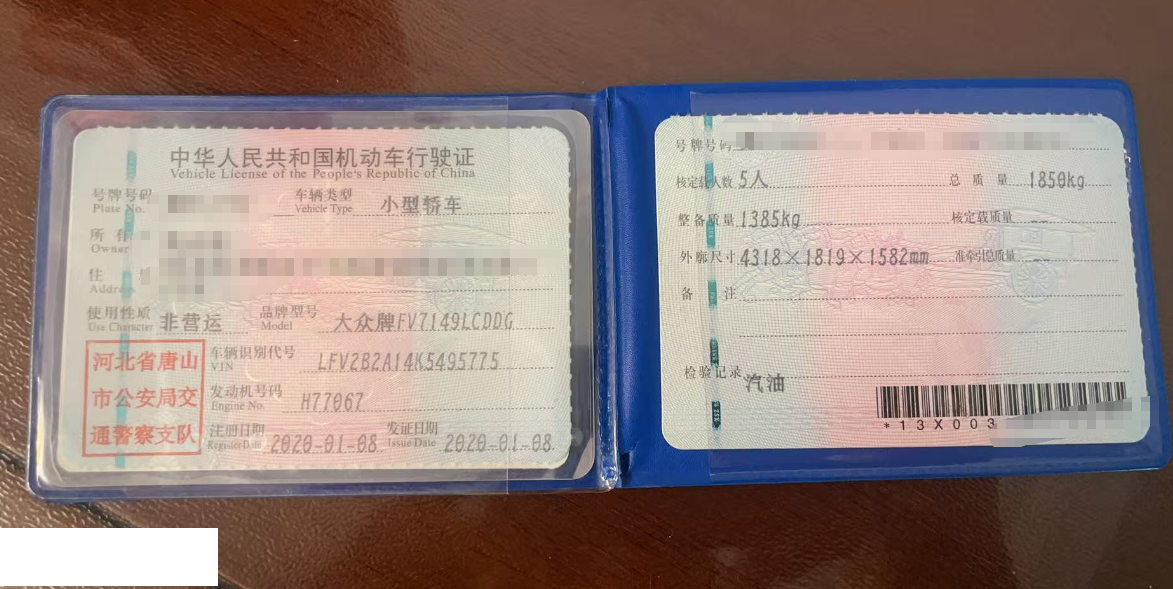 中华人民共和国机动车行驶证
Vehicle License of the People's Republic of China
号牌号码
Plate No.
车辆类型 小型轿车
Vehicle Type
所有
Owner
住
Address
使用性质 非营运
Use Character
品牌型号 大众牌FV7149LCDDG
Model
河北省唐山
市公安局交
通警察支队
车辆识别代号 LFV2B2A14K5495775
VIN
发动机号码 H77067
Engine No.
注册日期 2020-01-08
Register Date
发证日期 2020-01-08
Issue Date
号牌号码
核定载人数 5人 总质量 1850kg
整备质量 1385kg 核定载质量 --
外廓尺寸 4318×1819×1582mm 准牵引总质量 --
备注
检验记录 汽油
*13X003